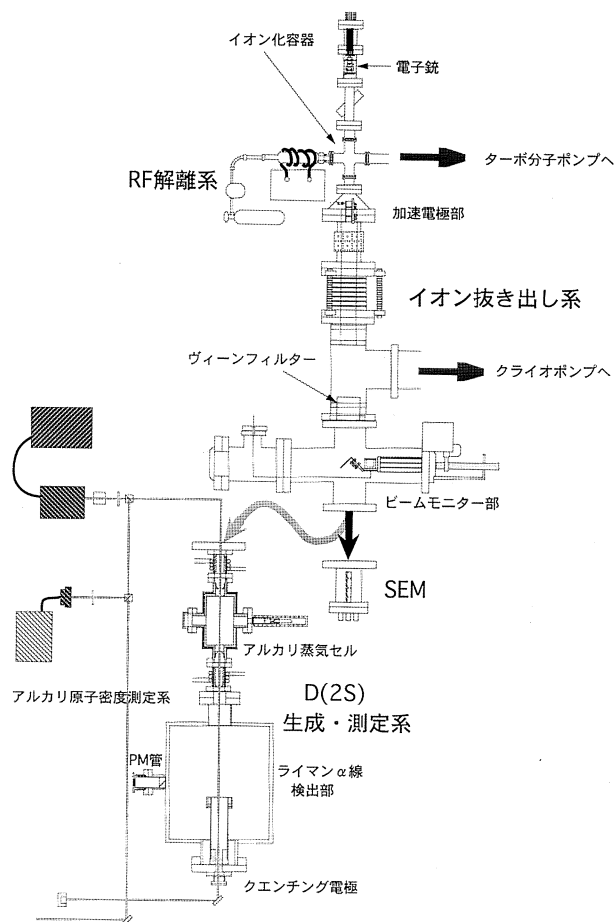 イオン化容器
電子銃
ターボ分子ポンプへ
RF解離系
加速電極部
イオン抜き出し系
ヴィーンフィルター
クライオポンプへ
ビームモニター部
SEM
アルカリ蒸気セル
アルカリ原子密度測定系
D(2S)
生成・測定系
PM管
ライマンα線
検出部
クエンチング電極